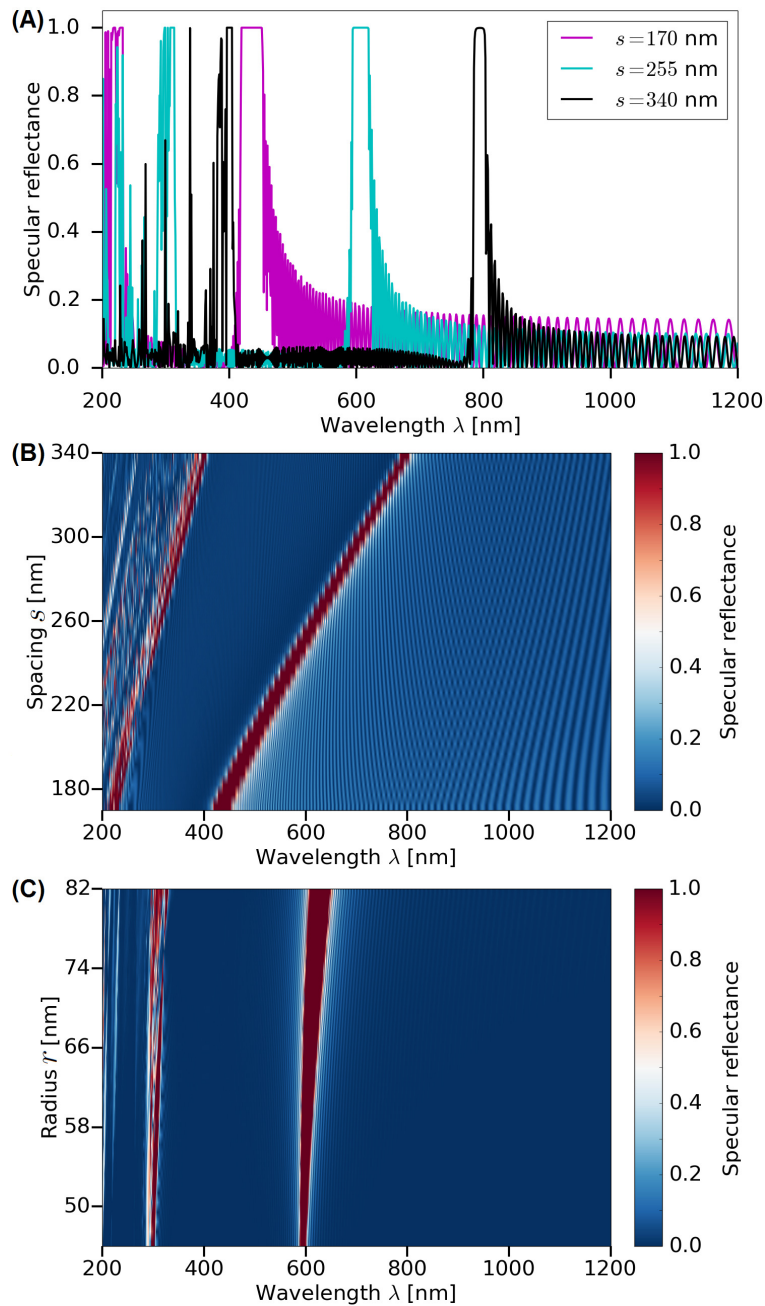 (A)
1.0
0.8
0.6
0.4
0.2
0.0
Specular reflectance
s=170 nm
s=255 nm
s=340 nm
200 400 600 800 1000 1200
Wavelength λ [nm]
(B)
340
300
260
220
180
Spacing s [nm]
200 400 600 800 1000 1200
Wavelength λ [nm]
1.0
0.8
0.6
0.4
0.2
0.0
Specular reflectance
(C)
82
74
66
58
50
Radius r [nm]
200 400 600 800 1000 1200
Wavelength λ [nm]
1.0
0.8
0.6
0.4
0.2
0.0
Specular reflectance